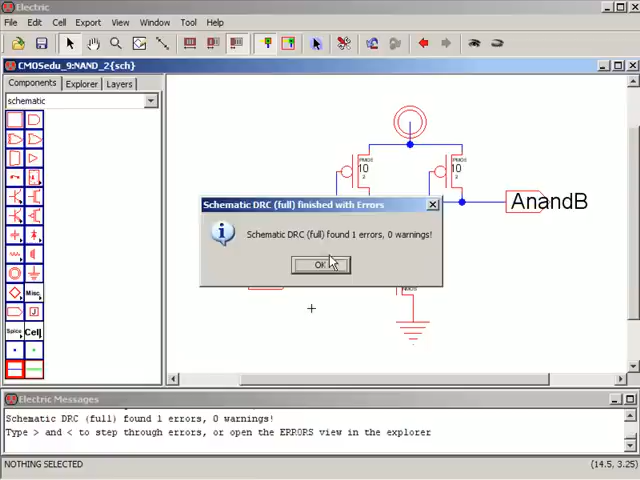 Electric
File Edit Cell Export View Window Tool Help
CMOSedu_9:NAND_2{sch}
Components Explorer Layers
schematic
Misc.
Spice Cell
PMOS
10
PMOS
10
AnandB
Schematic DRC (full) finished with Errors
Schematic DRC (full) found 1 errors, 0 warnings!
OK
NMOS
Electric Messages
Schematic DRC (full) found 1 errors, 0 warnings!
Type > and < to step through errors, or open the ERRORS view in the explorer
NOTHING SELECTED
(14.5, 3.25)